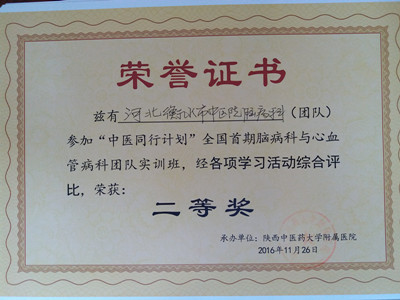 荣誉证书
兹有河北衡水市中医院脑病科（团队）
参加“中医同行计划”全国首期脑病科与心血
管病科团队实训班，经各项学习活动综合评
比，荣获：
二等奖
承办单位：陕西中医药大学附属医院
2016年11月26日